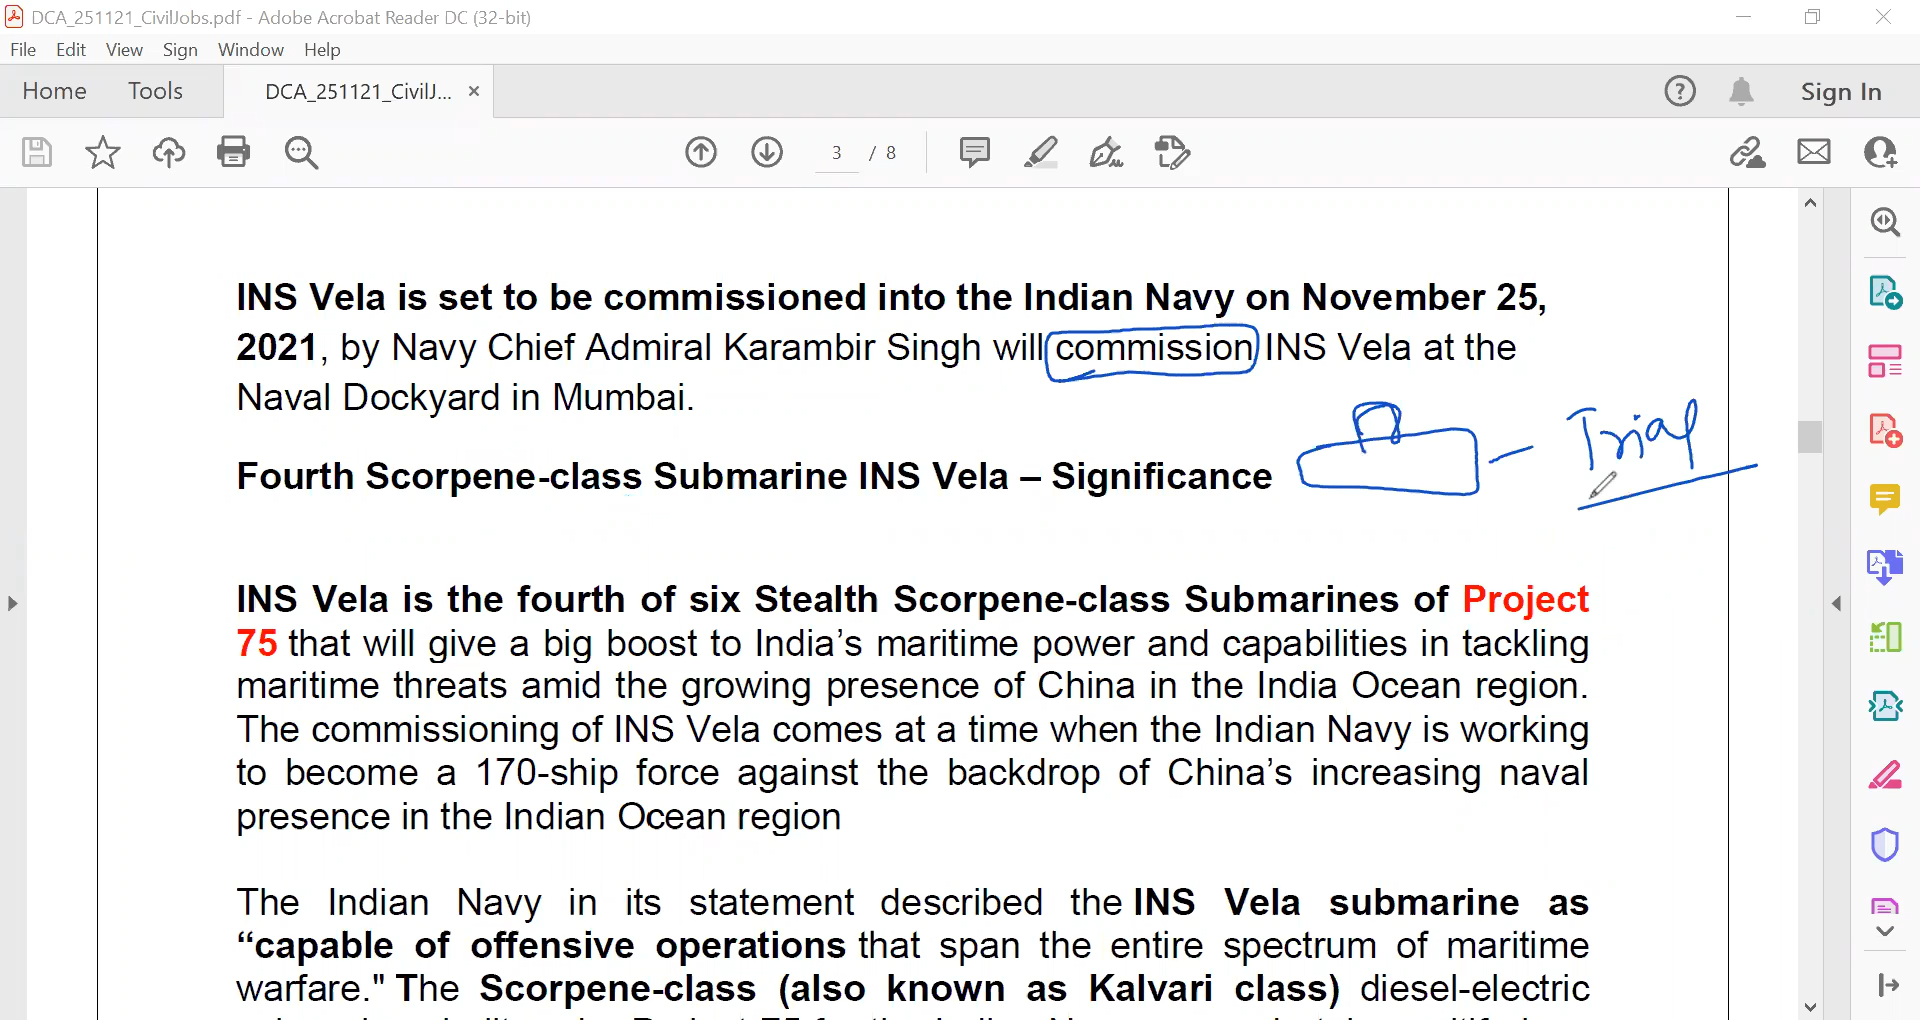 DCA_251121_CivilJobs.pdf - Adobe Acrobat Reader DC (32-bit)
File Edit View Sign Window Help
Home Tools DCA_251121_CivilJ... × ? Sign In
3 / 8
INS Vela is set to be commissioned into the Indian Navy on November 25,
2021, by Navy Chief Admiral Karambir Singh will commission INS Vela at the
Naval Dockyard in Mumbai.
Trial
Fourth Scorpene-class Submarine INS Vela – Significance
INS Vela is the fourth of six Stealth Scorpene-class Submarines of Project
75 that will give a big boost to India’s maritime power and capabilities in tackling
maritime threats amid the growing presence of China in the India Ocean region.
The commissioning of INS Vela comes at a time when the Indian Navy is working
to become a 170-ship force against the backdrop of China’s increasing naval
presence in the Indian Ocean region
The Indian Navy in its statement described the INS Vela submarine as
“capable of offensive operations that span the entire spectrum of maritime
warfare." The Scorpene-class (also known as Kalvari class) diesel-electric